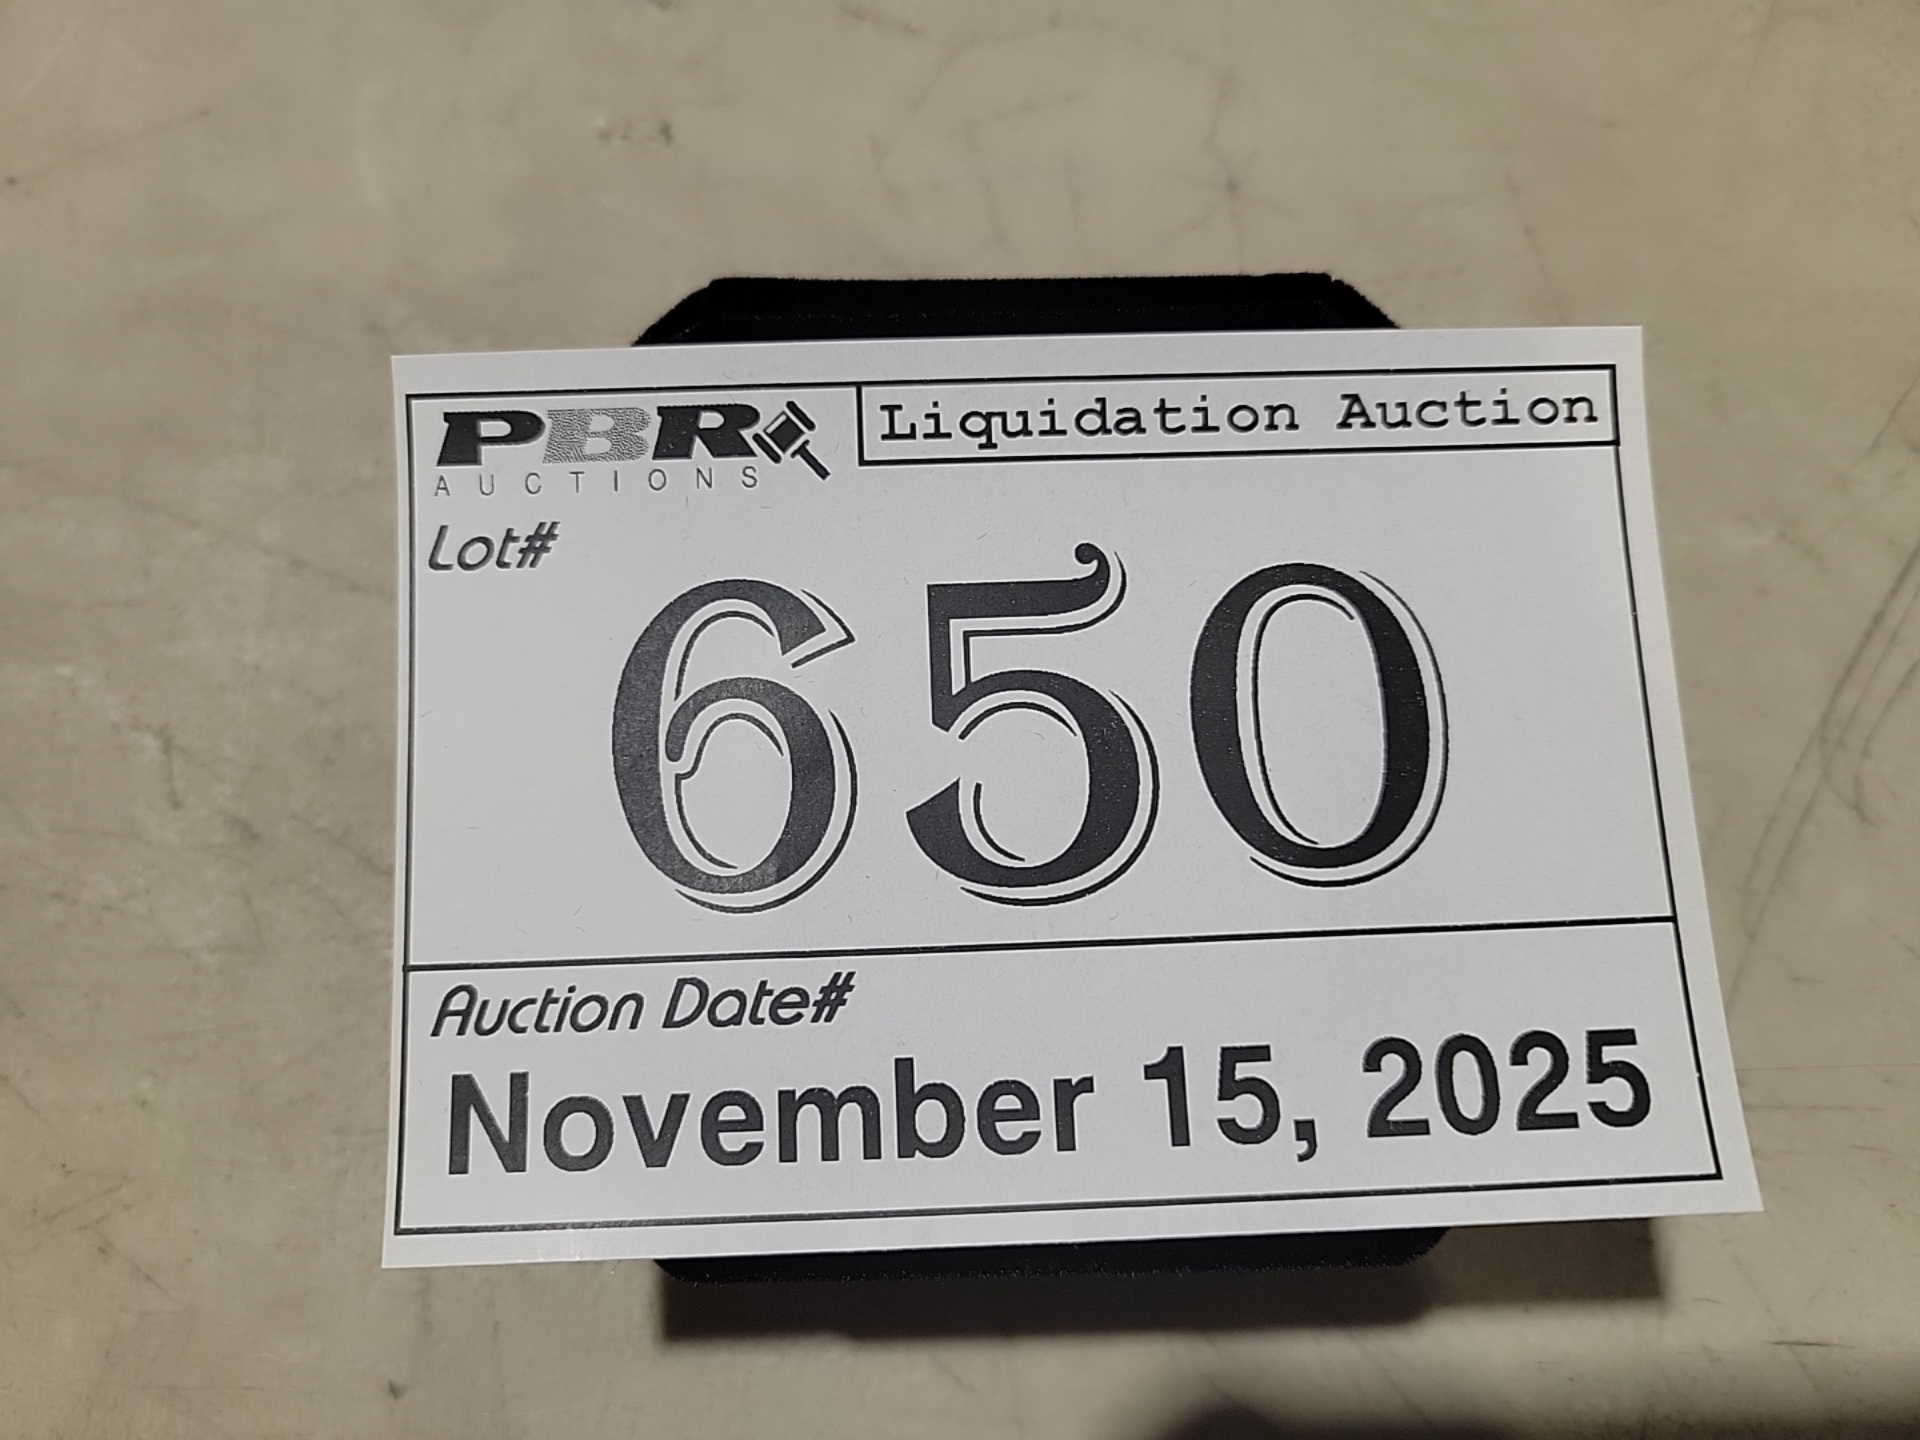 PBR
AUCTIONS
Liquidation Auction
Lot#
650
Auction Date#
November 15, 2025